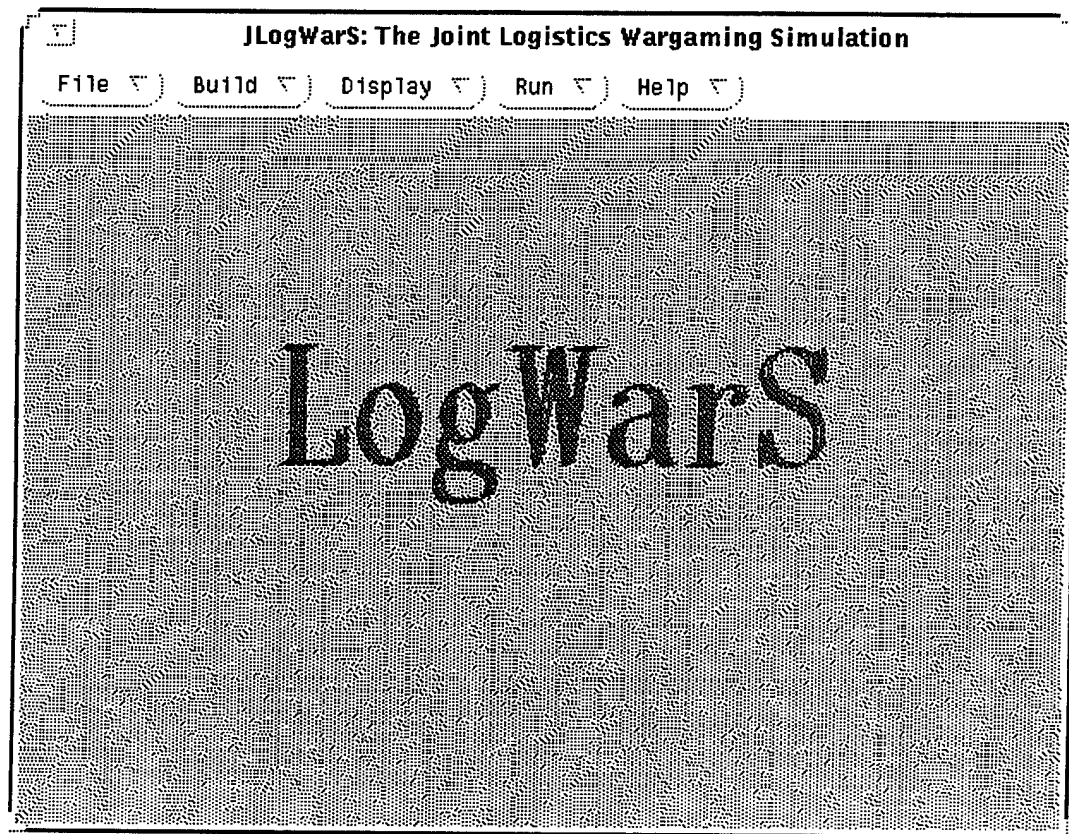 JLogWarS: The Joint Logistics Wargaming Simulation
File Build Display Run Help
LogWarS